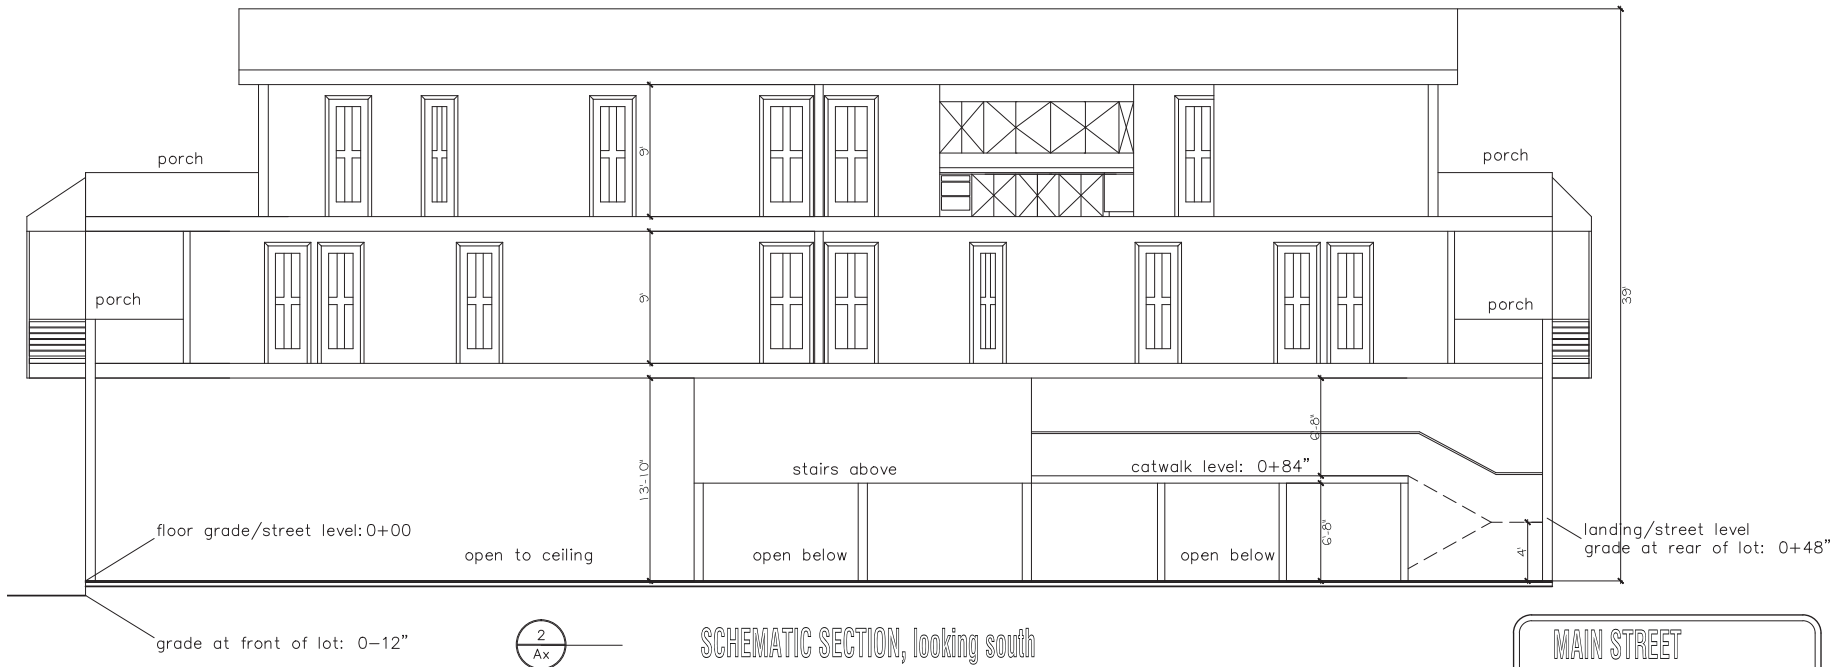 porch
porch
9'
porch
porch
9'
39'
6'-8"
13'-10"
stairs above
catwalk level: 0+84"
floor grade/street level: 0+00
landing/street level
grade at rear of lot: 0+48"
open to ceiling
open below
open below
6'-8"
4'
grade at front of lot: 0-12"
2
Ax
SCHEMATIC SECTION, looking south
MAIN STREET